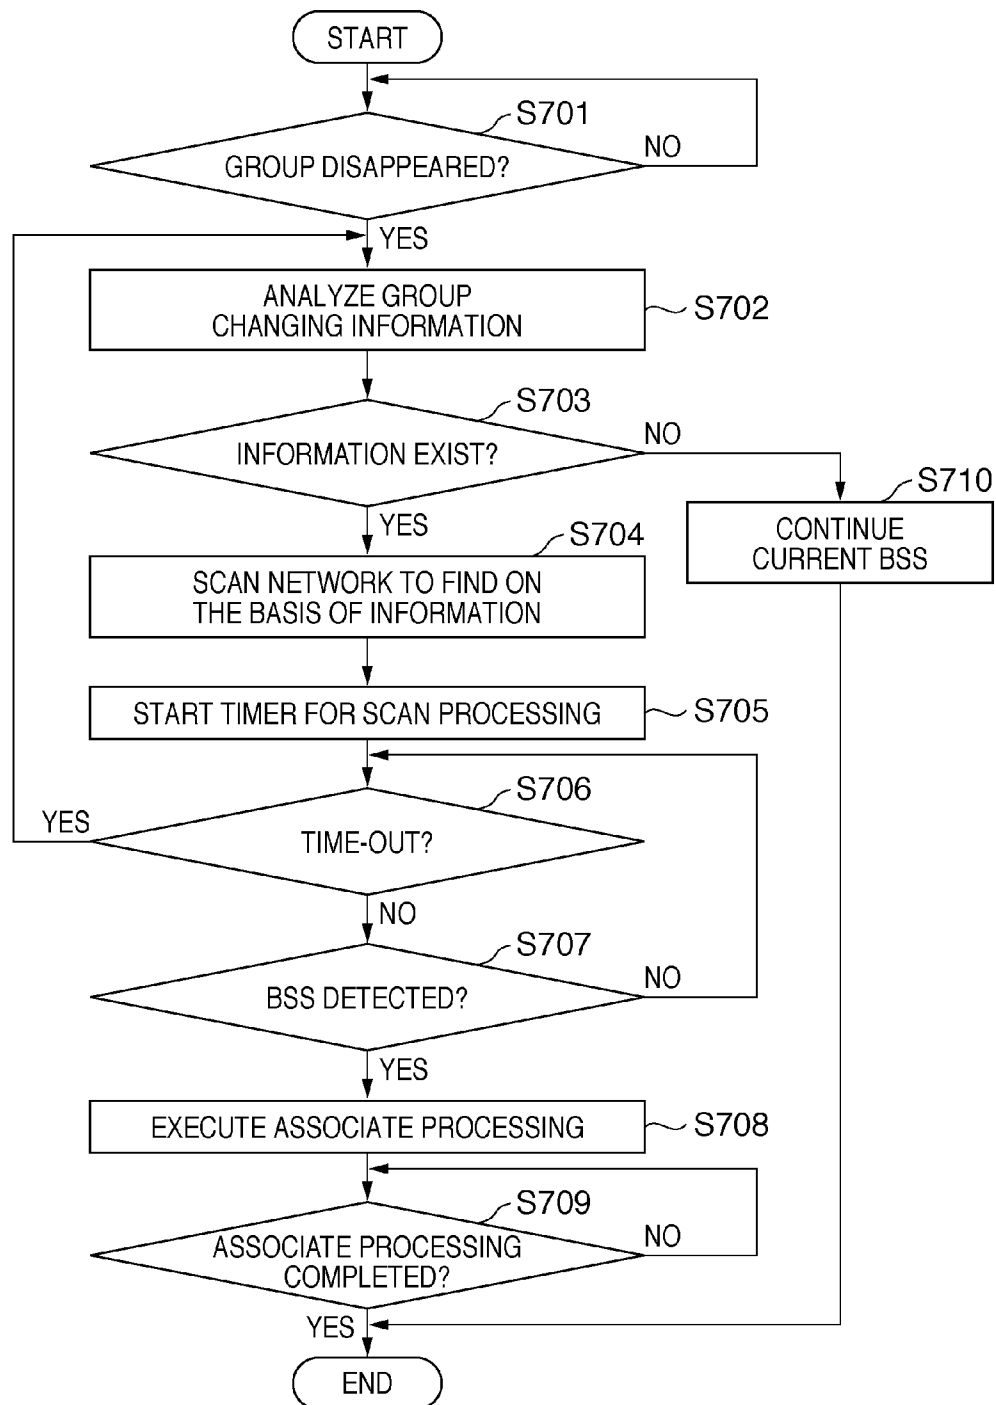 START
S701
GROUP DISAPPEARED?
NO
YES
ANALYZE GROUP
CHANGING INFORMATION
S702
S703
INFORMATION EXIST?
NO
YES
S710
CONTINUE
CURRENT BSS
S704
SCAN NETWORK TO FIND ON
THE BASIS OF INFORMATION
START TIMER FOR SCAN PROCESSING
S705
S706
YES
TIME-OUT?
NO
S707
BSS DETECTED?
NO
YES
EXECUTE ASSOCIATE PROCESSING
S708
S709
ASSOCIATE PROCESSING
COMPLETED?
NO
YES
END